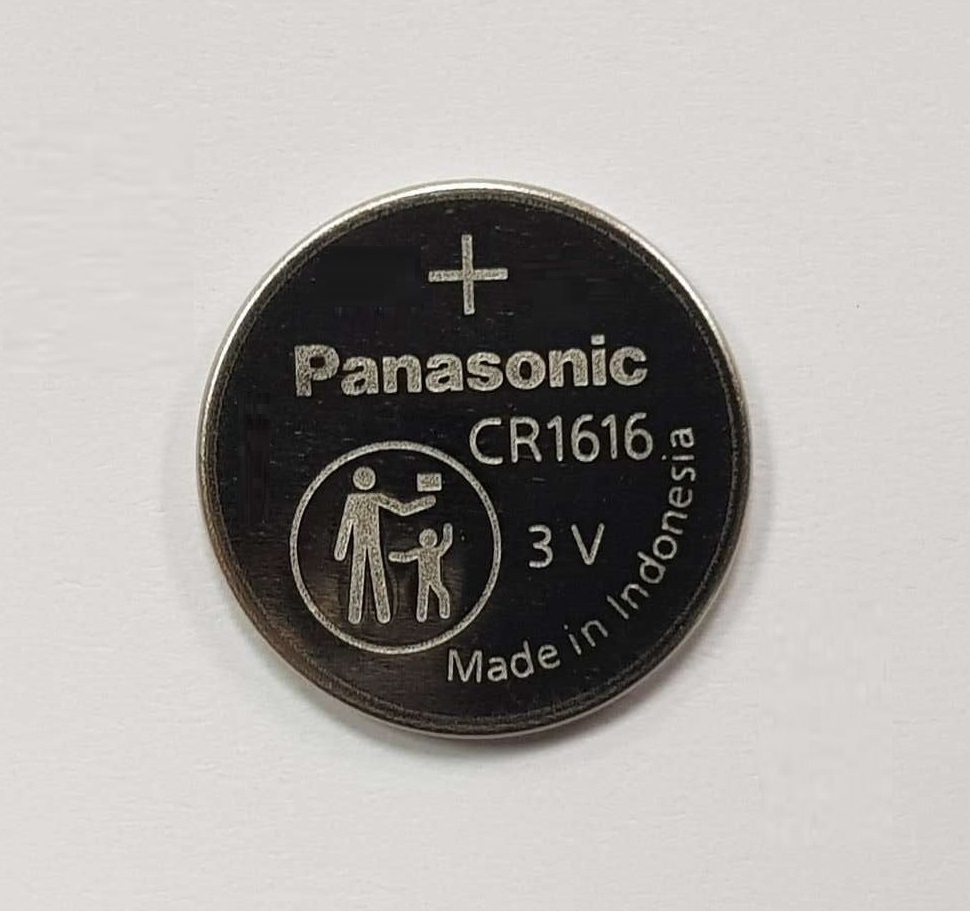 +
Panasonic
CR1616
3 V
Made in Indonesia